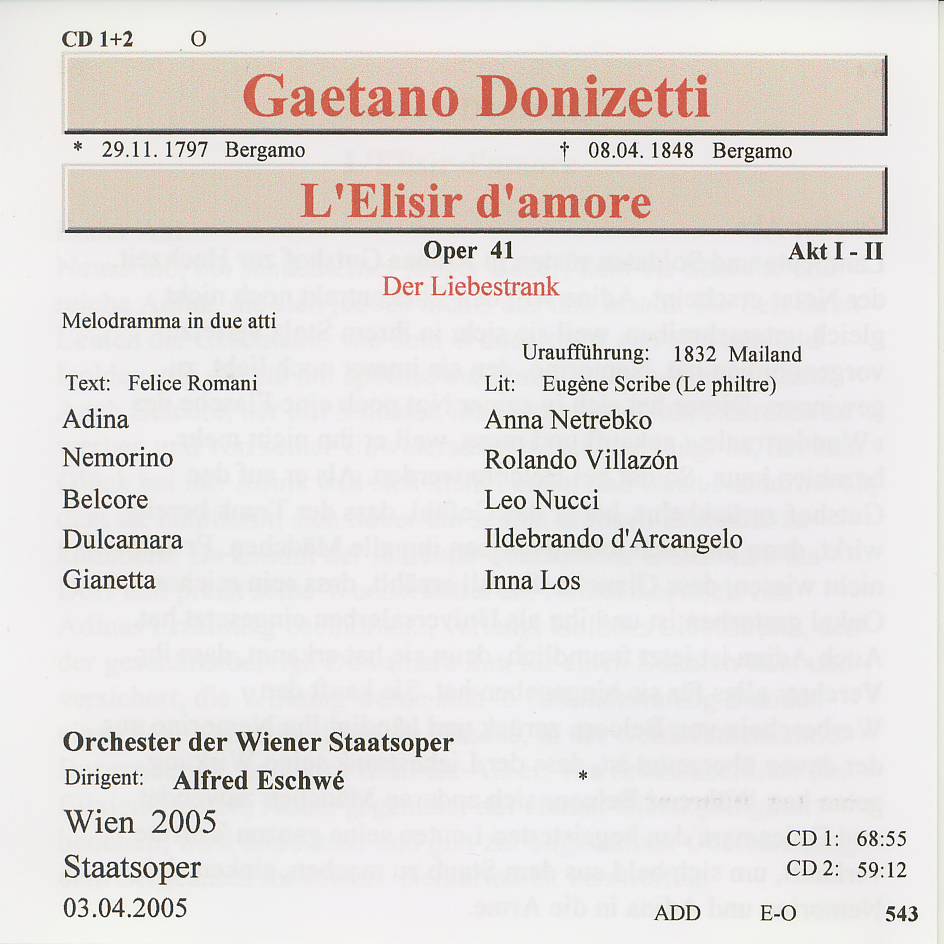 CD 1+2 O
Gaetano Donizetti
* 29.11. 1797 Bergamo † 08.04. 1848 Bergamo
L'Elisir d'amore
Oper 41 Akt I - II
Der Liebestrank
Melodramma in due atti
Uraufführung: 1832 Mailand
Text: Felice Romani Lit: Eugène Scribe (Le philtre)
Adina Anna Netrebko
Nemorino Rolando Villazón
Belcore Leo Nucci
Dulcamara Ildebrando d'Arcangelo
Gianetta Inna Los
Orchester der Wiener Staatsoper
Dirigent: Alfred Eschwé *
Wien 2005
CD 1: 68:55
Staatsoper CD 2: 59:12
03.04.2005 ADD E-O 543